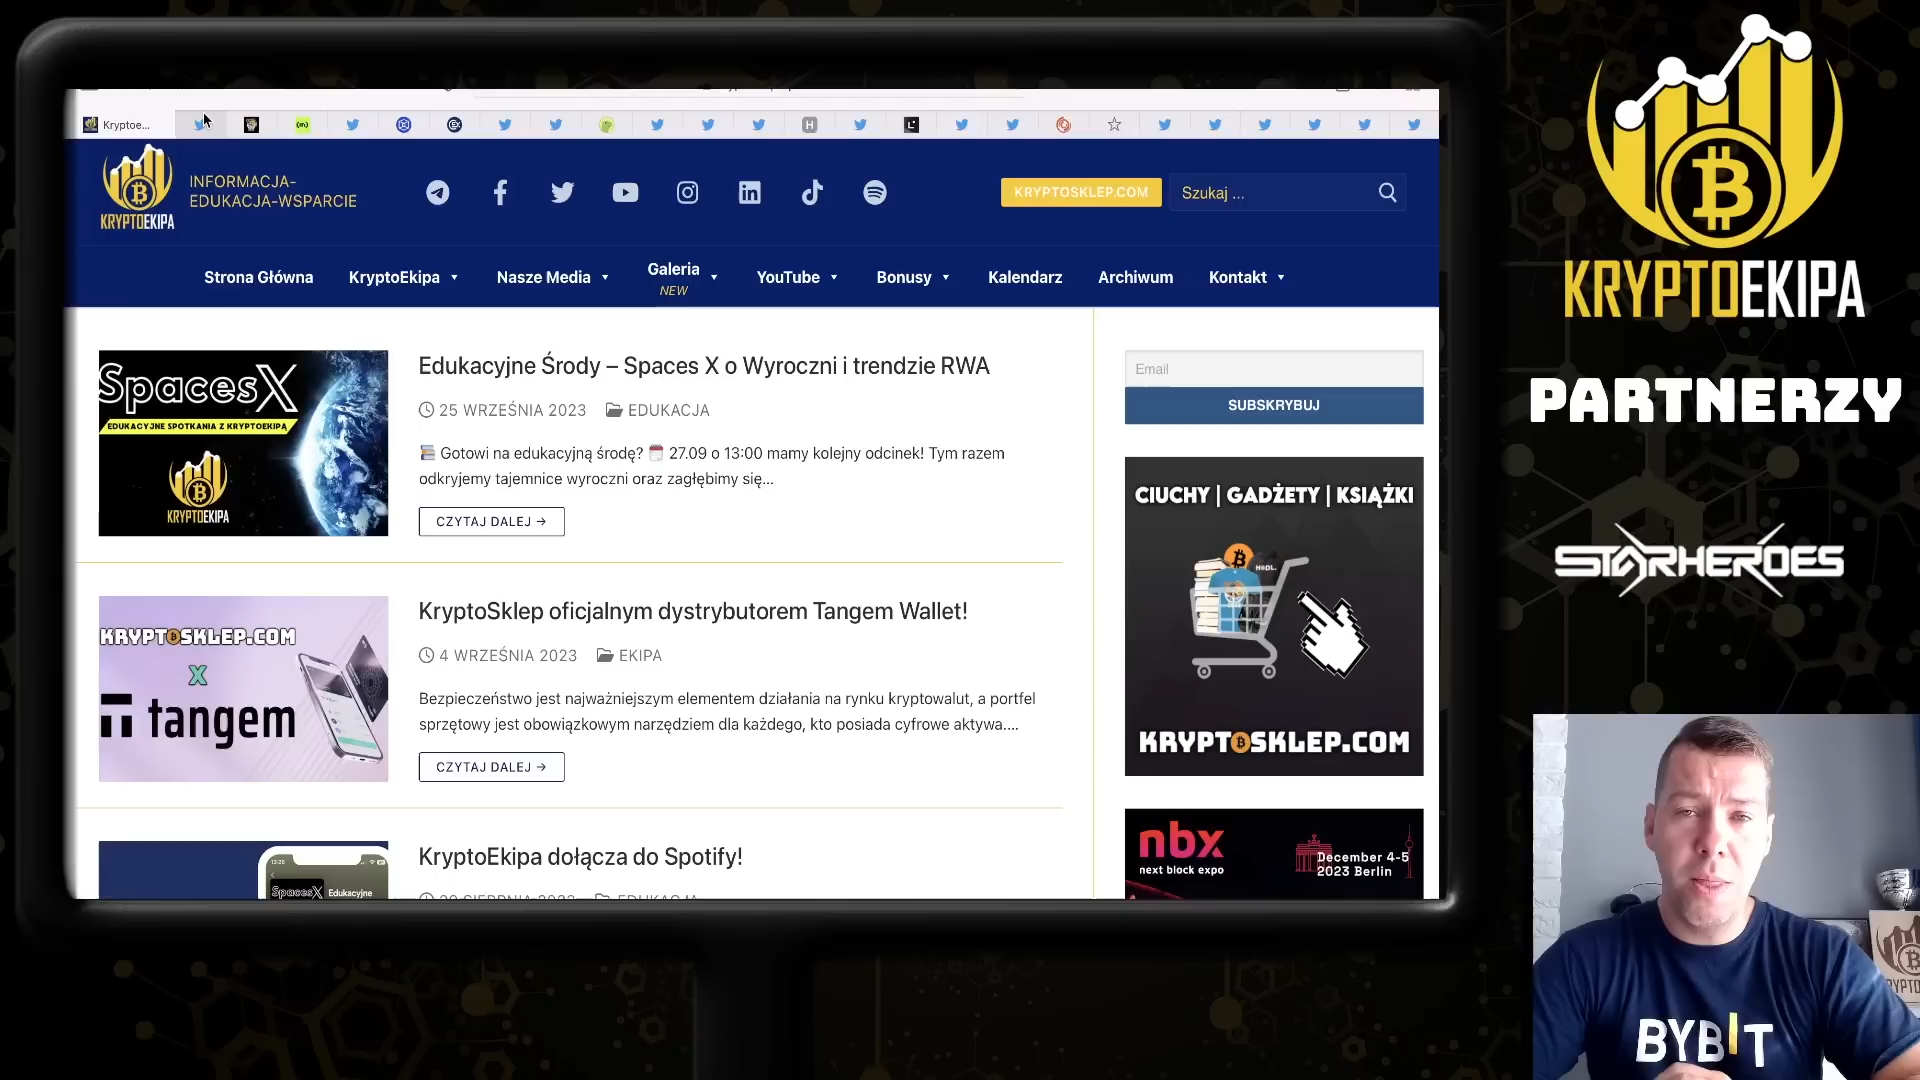 Kryptoe...
KRYPTOEKIPA
INFORMACJA-
EDUKACJA-WSPARCIE
KRYPTOSKLEP.COM
Szukaj ...
Strona Główna
KryptoEkipa
Nasze Media
Galeria
NEW
YouTube
Bonusy
Kalendarz
Archiwum
Kontakt
SpacesX
EDUKACYJNE SPOTKANIA Z KRYPTOEKIPĄ
KRYPTOEKIPA
Edukacyjne Środy – Spaces X o Wyroczni i trendzie RWA
25 WRZEŚNIA 2023 EDUKACJA
Gotowi na edukacyjną środę? 27.09 o 13:00 mamy kolejny odcinek! Tym razem
odkryjemy tajemnice wyroczni oraz zagłębimy się...
CZYTAJ DALEJ →
KRYPTOSKLEP.COM
X
tangem
KryptoSklep oficjalnym dystrybutorem Tangem Wallet!
4 WRZEŚNIA 2023 EKIPA
Bezpieczeństwo jest najważniejszym elementem działania na rynku kryptowalut, a portfel
sprzętowy jest obowiązkowym narzędziem dla każdego, kto posiada cyfrowe aktywa....
CZYTAJ DALEJ →
SpacesX Edukacyjne
KryptoEkipa dołącza do Spotify!
Email
SUBSKRYBUJ
CIUCHY | GADŻETY | KSIĄŻKI
HODL.
KRYPTOSKLEP.COM
nbx
next block expo
December 4-5
2023 Berlin
KRYPTOEKIPA
PARTNERZY
STARHEROES
BYBIT